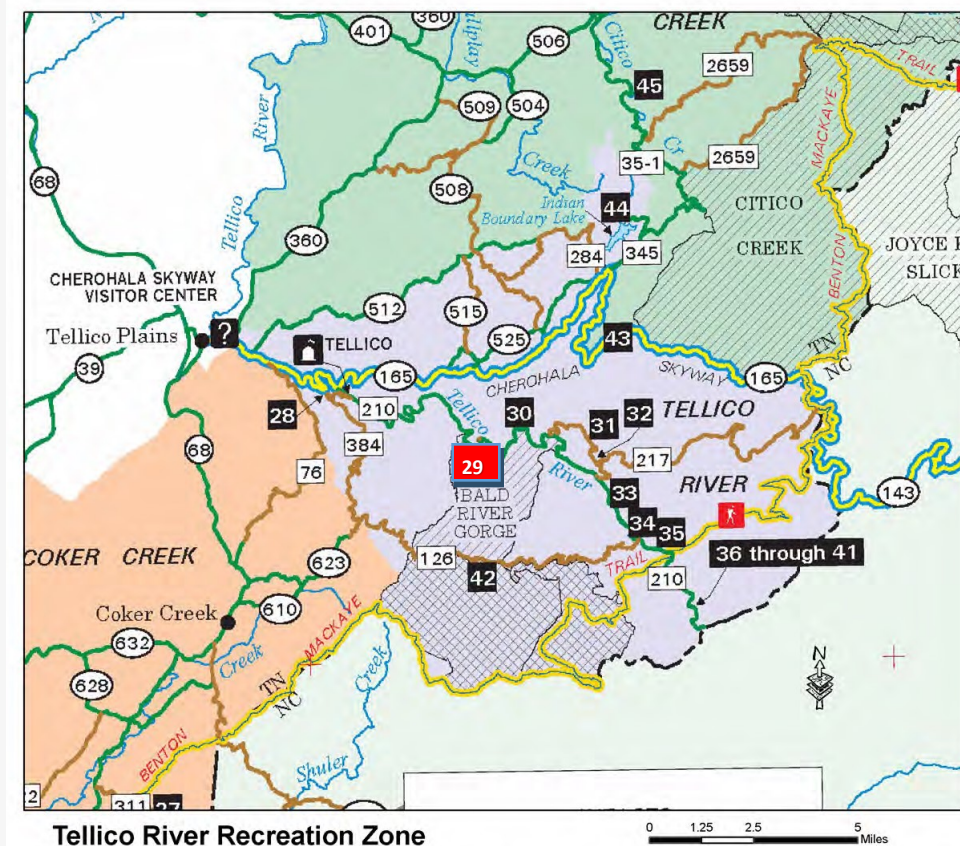 360
CREEK
401
506
Citico
TRAIL
2659
River
45
MACKAYE
509
504
Cr
68
35-1
2659
Creek
508
Tellico
Indian
Boundary Lake
44
CITICO
CREEK
BENTON
JOYCE
SLICK
360
284
345
CHEROHALA SKYWAY
VISITOR CENTER
512
515
525
Tellico Plains
?
TELLICO
43
TN
NC
39
165
CHEROHALA
SKYWAY
165
28
210
Tellico
30
31
32
TELLICO
68
384
29
River
217
RIVER
143
76
BALD
RIVER
GORGE
33
34
35
COKER CREEK
623
126
42
TRAIL
210
36 through 41
Coker Creek
610
MACKAYE
632
Creek
TN
NC
Creek
N
628
BENTON
Shuler
311
Tellico River Recreation Zone
0 1.25 2.5 5
Miles